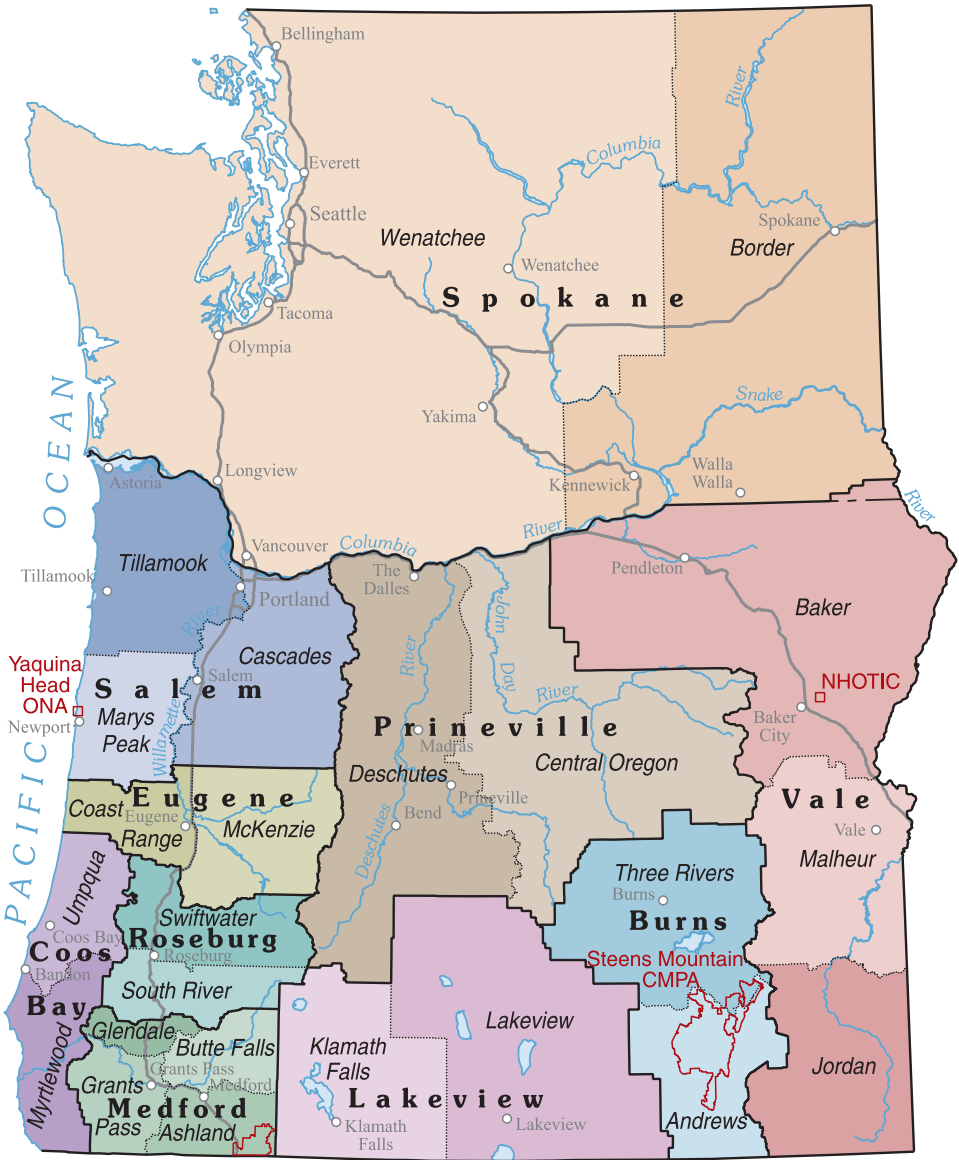 Bellingham
River
Columbia
Everett
Seattle
Spokane
Wenatchee
Border
Wenatchee
Spokane
Tacoma
Olympia
OCEAN
Yakima
Snake
Walla
Walla
Longview
Kennewick
Astoria
River
River
Vancouver
Columbia
Tillamook
The
Dalles
Pendleton
Tillamook
Portland
John
Day
River
Baker
River
River
Cascades
Yaquina
Head
ONA
Salem
Salem
NHOTIC
Newport
Marys
Peak
Willamette
Prineville
Madras
Baker
City
Central Oregon
Deschutes
PACIFIC
Eugene
Coast
Range
Eugene
McKenzie
Prineville
Bend
Deschutes
Vale
Vale
Malheur
Umpqua
Three Rivers
Burns
Burns
Swiftwater
Roseburg
Roseburg
Coos Bay
Coos
Bay
Bandon
Steens Mountain
CMPA
South River
Glendale
Butte Falls
Lakeview
Klamath
Falls
Jordan
Myrtlewood
Grants
Pass
Grants Pass
Medford
Medford
Ashland
Lakeview
Klamath
Falls
Lakeview
Andrews